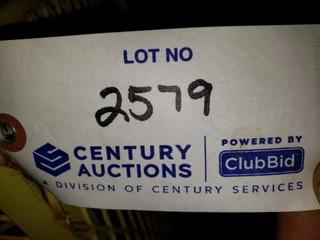 LOT NO
2579
CENTURY AUCTIONS
POWERED BY
ClubBid
A DIVISION OF CENTURY SERVICES